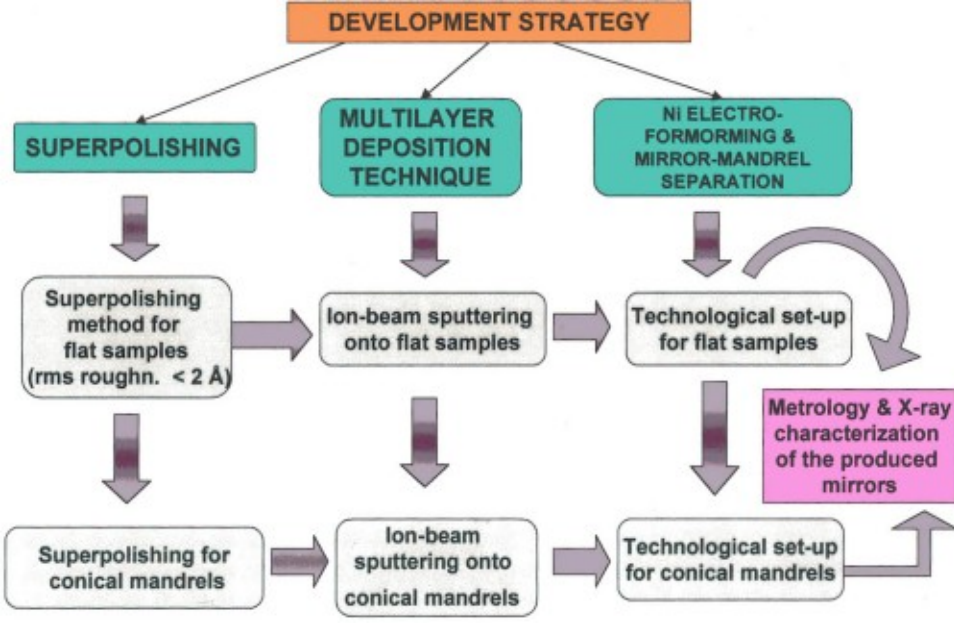 DEVELOPMENT STRATEGY
SUPERPOLISHING
MULTILAYER
DEPOSITION
TECHNIQUE
Ni ELECTRO-
FORMORMING &
MIRROR-MANDREL
SEPARATION
Superpolishing
method for
flat samples
(rms roughn. < 2 Å)
Ion-beam sputtering
onto flat samples
Technological set-up
for flat samples
Metrology & X-ray
characterization
of the produced
mirrors
Superpolishing for
conical mandrels
Ion-beam
sputtering onto
conical mandrels
Technological set-up
for conical mandrels